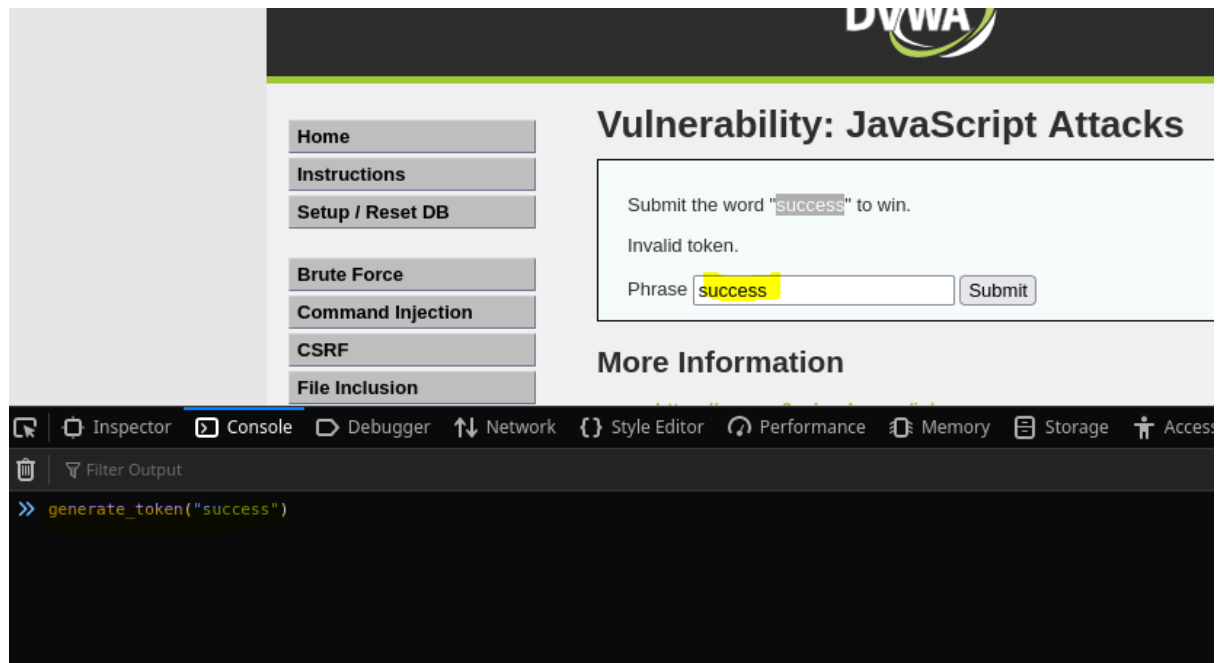 DVWA
Home
Instructions
Setup / Reset DB
Brute Force
Command Injection
CSRF
File Inclusion
Vulnerability: JavaScript Attacks
Submit the word "success" to win.
Invalid token.
Phrase success Submit
More Information
Inspector Console Debugger Network Style Editor Performance Memory Storage Access
Filter Output
generate_token("success")